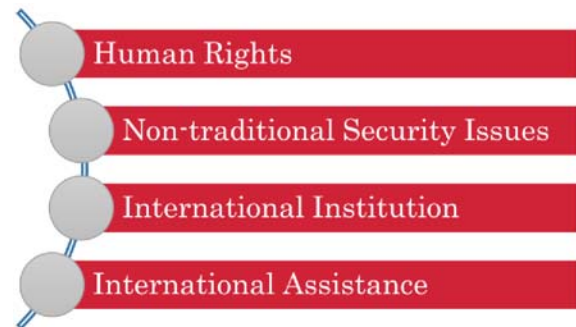 Human Rights
Non-traditional Security Issues
International Institution
International Assistance